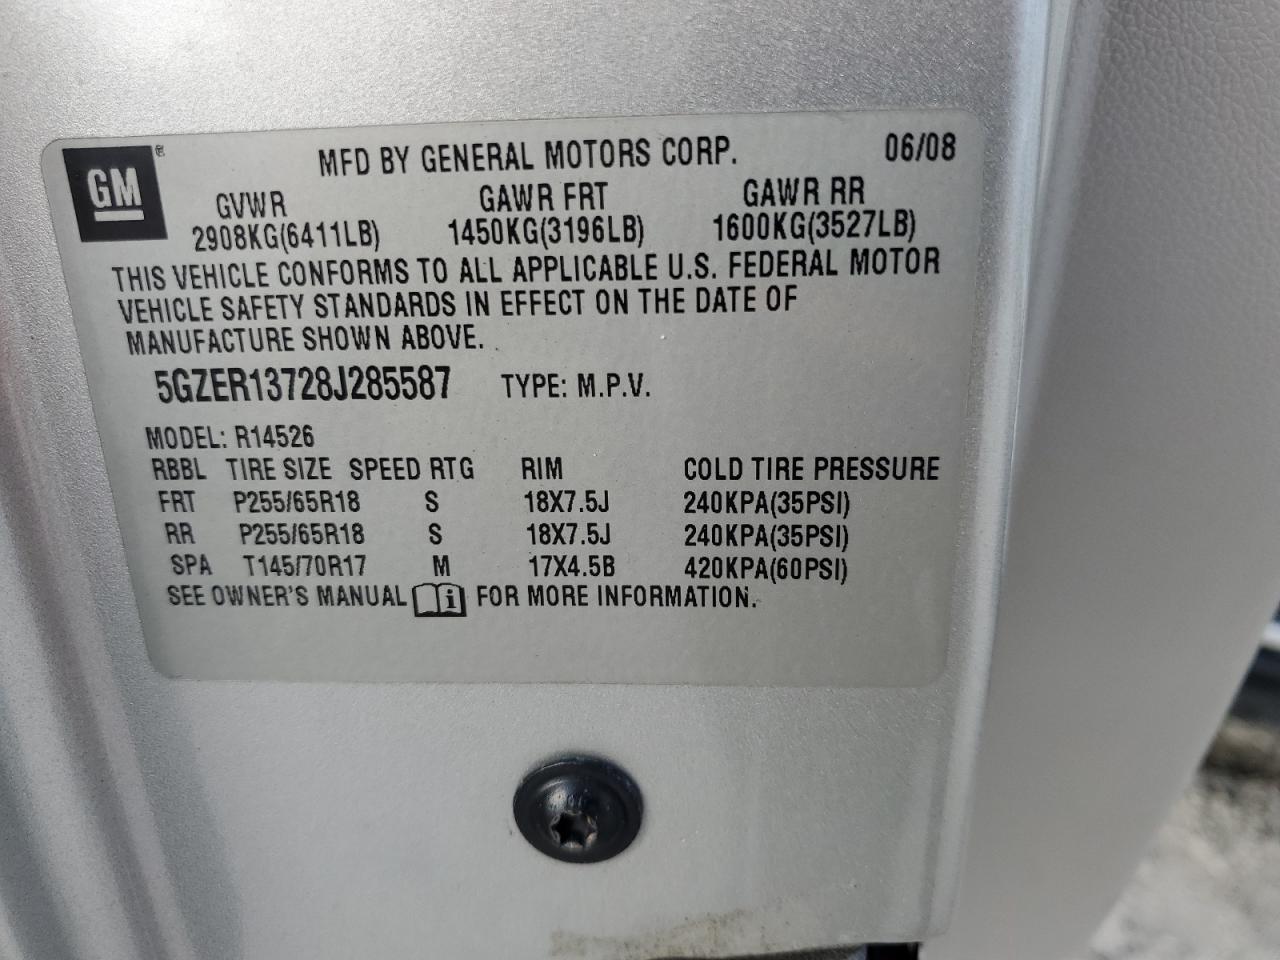 GM ® MFD BY GENERAL MOTORS CORP. 06/08
GVWR GAWR FRT GAWR RR
2908KG(6411LB) 1450KG(3196LB) 1600KG(3527LB)
THIS VEHICLE CONFORMS TO ALL APPLICABLE U.S. FEDERAL MOTOR
VEHICLE SAFETY STANDARDS IN EFFECT ON THE DATE OF
MANUFACTURE SHOWN ABOVE.
5GZER13728J285587 TYPE: M.P.V.
MODEL: R14526
RBBL TIRE SIZE SPEED RTG RIM COLD TIRE PRESSURE
FRT P255/65R18 S 18X7.5J 240KPA(35PSI)
RR P255/65R18 S 18X7.5J 240KPA(35PSI)
SPA T145/70R17 M 17X4.5B 420KPA(60PSI)
SEE OWNER'S MANUAL i FOR MORE INFORMATION.